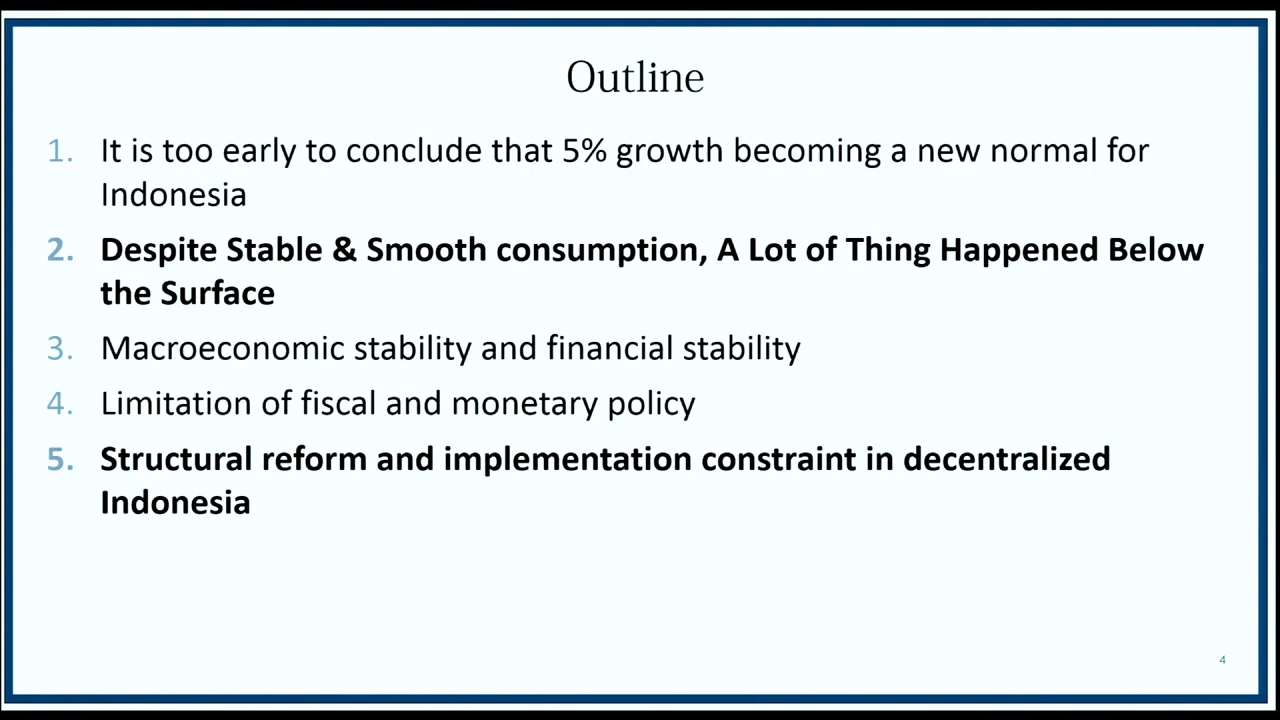 Outline
1. It is too early to conclude that 5% growth becoming a new normal for
Indonesia
2. Despite Stable & Smooth consumption, A Lot of Thing Happened Below
the Surface
3. Macroeconomic stability and financial stability
4. Limitation of fiscal and monetary policy
5. Structural reform and implementation constraint in decentralized
Indonesia
4